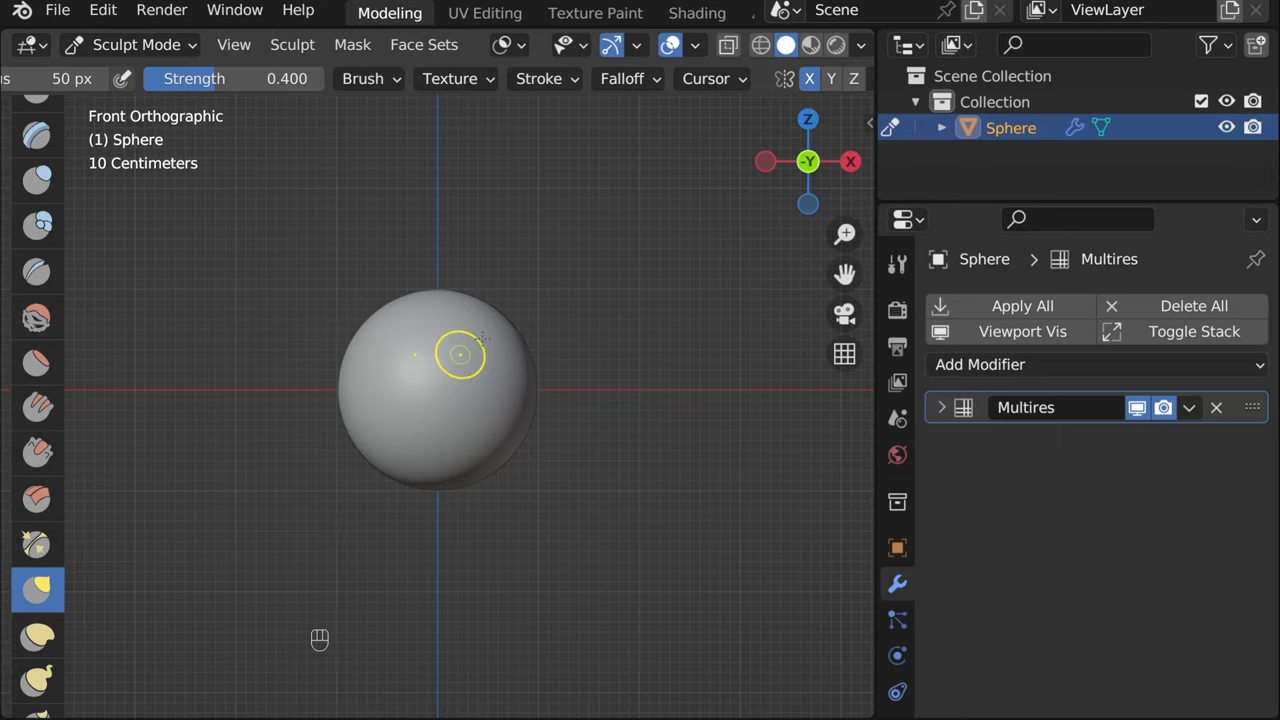 File Edit Render Window Help Modeling UV Editing Texture Paint Shading Scene ViewLayer
Sculpt Mode View Sculpt Mask Face Sets
50 px Strength 0.400 Brush Texture Stroke Falloff Cursor X Y Z
Scene Collection
Collection
Sphere
Front Orthographic
(1) Sphere
10 Centimeters
Z
-Y
X
Sphere > Multires
Apply All Delete All
Viewport Vis Toggle Stack
Add Modifier
Multires